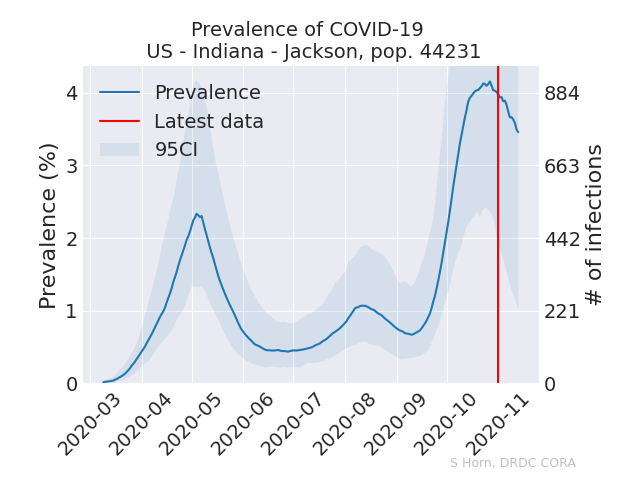 Prevalence of COVID-19
US - Indiana - Jackson, pop. 44231
Prevalence
Latest data
95CI
Prevalence (%)
4
3
2
1
0
# of infections
884
663
442
221
0
2020-03
2020-04
2020-05
2020-06
2020-07
2020-08
2020-09
2020-10
2020-11
S Horn, DRDC CORA